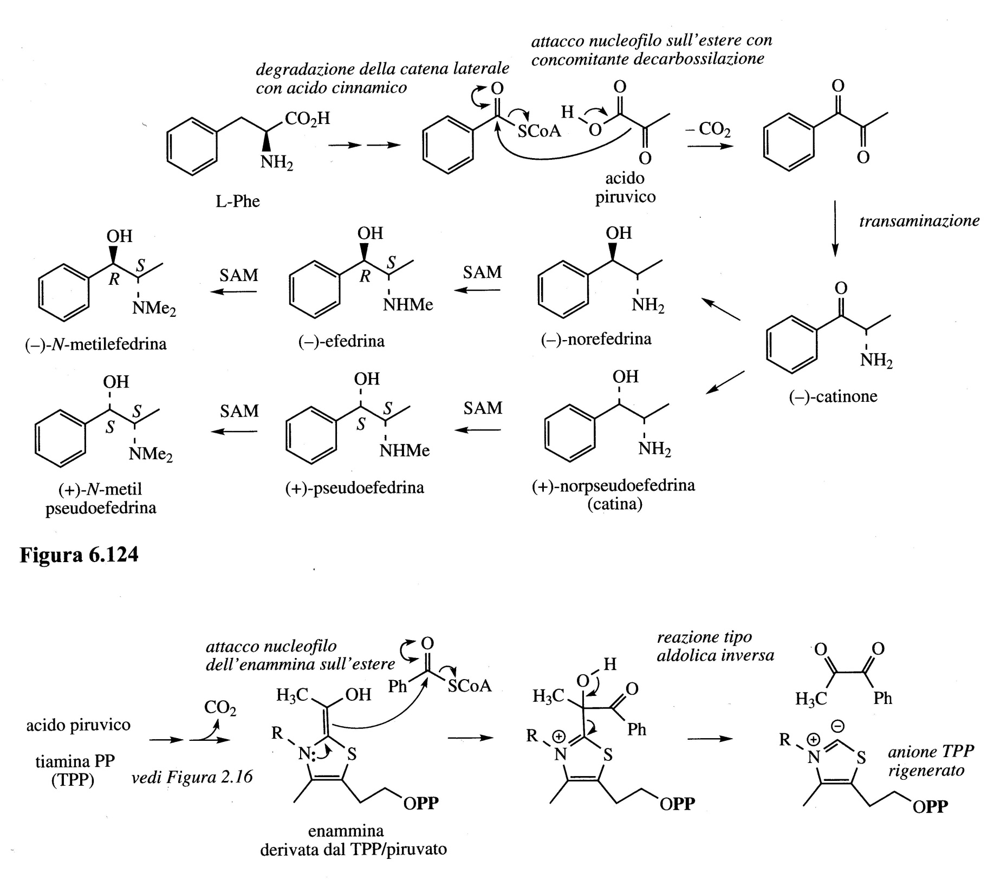 attacco nucleofilo sull'estere con
concomitante decarbossilazione
degradazione della catena laterale
con acido cinnamico
O
O
O
CO2H
H
SCoA
O
– CO2
NH2
O
O
acido
piruvico
L-Phe
transaminazione
OH
OH
OH
S
R
SAM
S
R
SAM
NMe2
NHMe
NH2
O
(–)-N-metilefedrina
(–)-efedrina
(–)-norefedrina
NH2
(–)-catinone
OH
OH
OH
S
S
SAM
S
S
SAM
NMe2
NHMe
NH2
(+)-N-metil
pseudoefedrina
(+)-pseudoefedrina
(+)-norpseudoefedrina
(catina)
Figura 6.124
attacco nucleofilo
dell'enammina sull'estere
O
Ph
SCoA
reazione tipo
aldolica inversa
O
O
H3C
Ph
acido piruvico
tiamina PP
(TPP)
CO2
vedi Figura 2.16
H3C
OH
R
N:
S
OPP
enammina
derivata dal TPP/piruvato
H
O
H3C
O
Ph
R
⊕
N
S
OPP
⊖
R
⊕
N
S
OPP
anione TPP
rigenerato